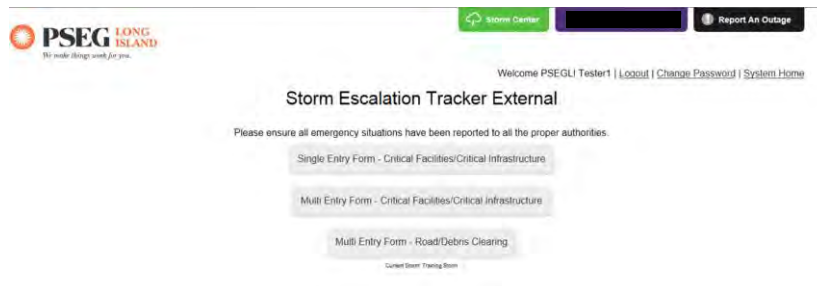 Storm Center
Report An Outage
PSEG LONG ISLAND
We make things work for you.
Welcome PSEGLI Tester1 | Logout | Change Password | System Home
Storm Escalation Tracker External
Please ensure all emergency situations have been reported to all the proper authorities.
Single Entry Form - Critical Facilities/Critical Infrastructure
Multi Entry Form - Critical Facilities/Critical Infrastructure
Multi Entry Form - Road/Debris Clearing
Current Storm: Training Storm